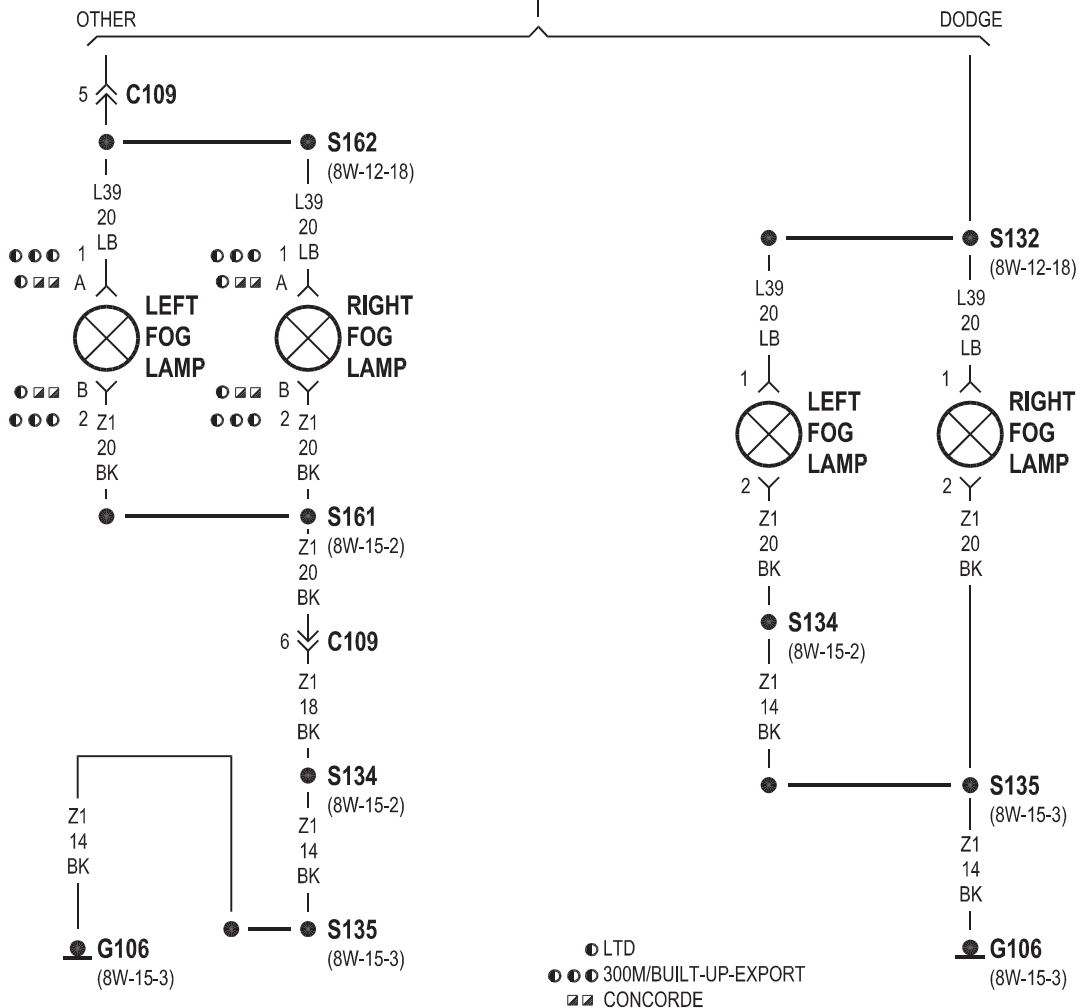 OTHER
DODGE
5 C109
S162
(8W-12-18)
L39
20
LB
L39
20
LB
1
A
1
A
LEFT
FOG
LAMP
RIGHT
FOG
LAMP
B
2
B
2
Z1
20
BK
Z1
20
BK
S161
(8W-15-2)
Z1
20
BK
6 C109
Z1
18
BK
S134
(8W-15-2)
Z1
14
BK
Z1
14
BK
S135
(8W-15-3)
G106
(8W-15-3)
S132
(8W-12-18)
L39
20
LB
L39
20
LB
1
1
LEFT
FOG
LAMP
RIGHT
FOG
LAMP
2
2
Z1
20
BK
Z1
20
BK
S134
(8W-15-2)
Z1
14
BK
S135
(8W-15-3)
Z1
14
BK
G106
(8W-15-3)
LTD
300M/BUILT-UP-EXPORT
CONCORDE